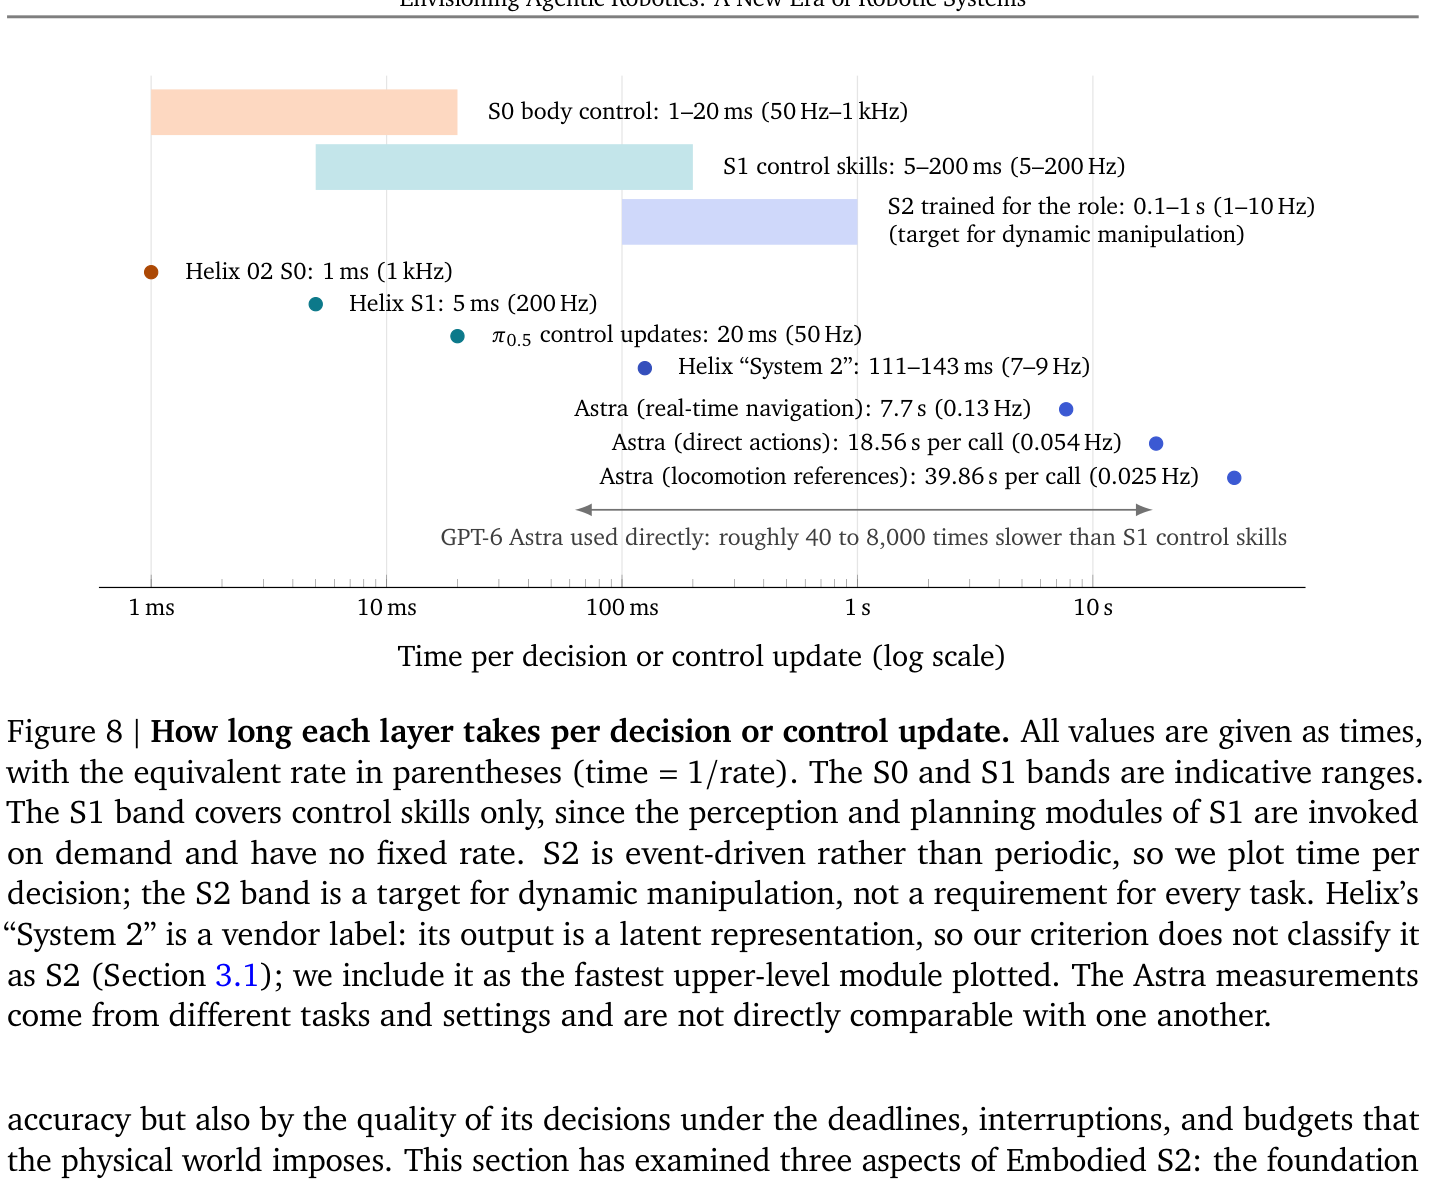 Envisioning Agentic Robotics: A New Era of Robotic Systems
S0 body control: 1–20 ms (50 Hz–1 kHz)
S1 control skills: 5–200 ms (5–200 Hz)
S2 trained for the role: 0.1–1 s (1–10 Hz)
(target for dynamic manipulation)
Helix 02 S0: 1 ms (1 kHz)
Helix S1: 5 ms (200 Hz)
π0.5 control updates: 20 ms (50 Hz)
Helix “System 2”: 111–143 ms (7–9 Hz)
Astra (real-time navigation): 7.7 s (0.13 Hz)
Astra (direct actions): 18.56 s per call (0.054 Hz)
Astra (locomotion references): 39.86 s per call (0.025 Hz)
GPT-6 Astra used directly: roughly 40 to 8,000 times slower than S1 control skills
1 ms 10 ms 100 ms 1 s 10 s
Time per decision or control update (log scale)
Figure 8 | How long each layer takes per decision or control update. All values are given as times,
with the equivalent rate in parentheses (time = 1/rate). The S0 and S1 bands are indicative ranges.
The S1 band covers control skills only, since the perception and planning modules of S1 are invoked
on demand and have no fixed rate. S2 is event-driven rather than periodic, so we plot time per
decision; the S2 band is a target for dynamic manipulation, not a requirement for every task. Helix’s
“System 2” is a vendor label: its output is a latent representation, so our criterion does not classify it
as S2 (Section 3.1); we include it as the fastest upper-level module plotted. The Astra measurements
come from different tasks and settings and are not directly comparable with one another.
accuracy but also by the quality of its decisions under the deadlines, interruptions, and budgets that
the physical world imposes. This section has examined three aspects of Embodied S2: the foundation